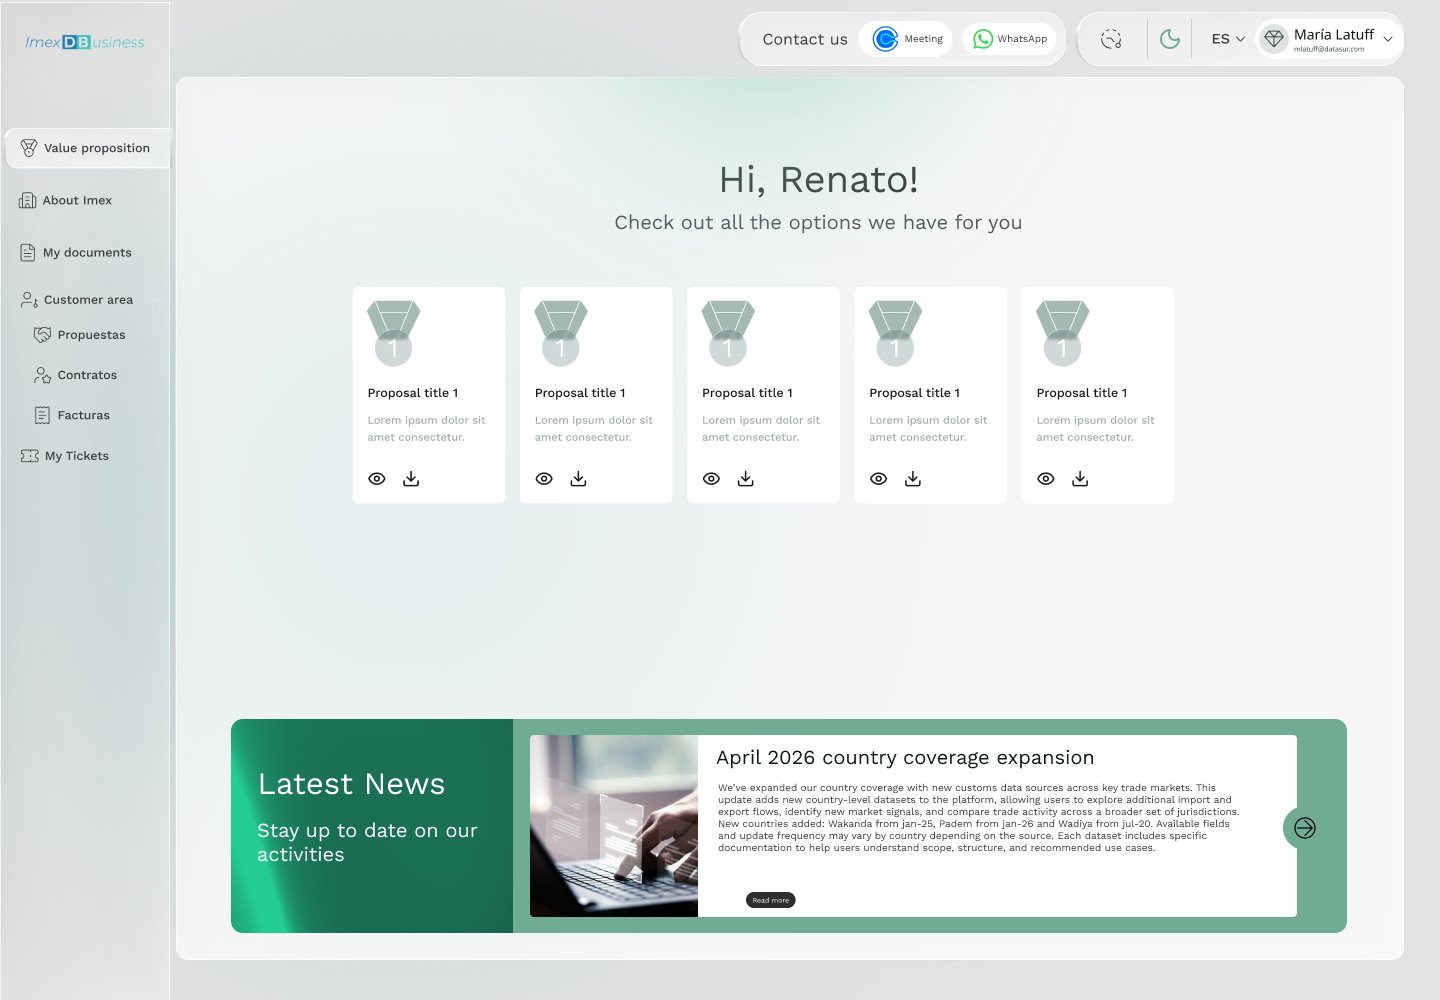 Imex DBusiness
Contact us
Meeting
WhatsApp
ES
María Latuff
mlatuff@datasur.com
Value proposition
About Imex
My documents
Customer area
Propuestas
Contratos
Facturas
My Tickets
Hi, Renato!
Check out all the options we have for you
1
Proposal title 1
Lorem ipsum dolor sit
amet consectetur.
1
Proposal title 1
Lorem ipsum dolor sit
amet consectetur.
1
Proposal title 1
Lorem ipsum dolor sit
amet consectetur.
1
Proposal title 1
Lorem ipsum dolor sit
amet consectetur.
1
Proposal title 1
Lorem ipsum dolor sit
amet consectetur.
Latest News
Stay up to date on our
activities
April 2026 country coverage expansion
We've expanded our country coverage with new customs data sources across key trade markets. This
update adds new country-level datasets to the platform, allowing users to explore additional import and
export flows, identify new market signals, and compare trade activity across a broader set of jurisdictions.
New countries added: Wakanda from jan-25, Padem from jan-26 and Wadiya from jul-20. Available fields
and update frequency may vary by country depending on the source. Each dataset includes specific
documentation to help users understand scope, structure, and recommended use cases.
Read more